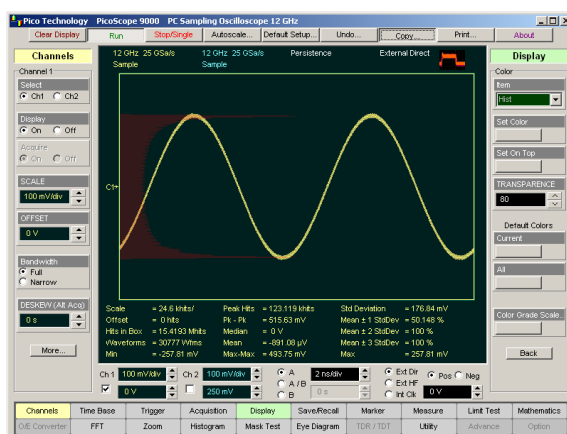 Pico Technology    PicoScope 9000    PC Sampling Oscilloscope 12 GHz
Clear Display    Run    Stop/Single    Autoscale...    Default Setup...    Undo...    Copy...    Print...    About
Channels
Channel 1
Select
Ch1    Ch2
Display
On    Off
Acquire
On    Off
SCALE
100 mV/div
OFFSET
0 V
Bandwidth
Full
Narrow
DESKEW (Alt Acq)
0 s
More...
12 GHz 25 GSa/s    12 GHz 25 GSa/s    Persistence    External Direct
Sample    Sample
C1+
Scale = 24.6 khits/    Peak Hits = 123.119 khits    Std Deviation = 176.84 mV
Offset = 0 hits    Pk - Pk = 515.63 mV    Mean ± 1 StdDev = 50.148 %
Hits in Box = 15.4193 Mhits    Median = 0 V    Mean ± 2 StdDev = 100 %
Waveforms = 30777 Wfms    Mean = -891.08 µV    Mean ± 3 StdDev = 100 %
Min = -257.81 mV    Max-Max = 493.75 mV    Max = 257.81 mV
Ch 1    100 mV/div    Ch 2    100 mV/div    A    2 ns/div    Ext Dir    Pos    Neg
A / B    Ext HF
0 V    250 mV    B    0 s    Int Clk    0 V
Display
Color
Item
Hist
Set Color
Set On Top
TRANSPARENCE
80
Default Colors
Current
All
Color Grade Scale...
Back
Channels    Time Base    Trigger    Acquisition    Display    Save/Recall    Marker    Measure    Limit Test    Mathematics
O/E Converter    FFT    Zoom    Histogram    Mask Test    Eye Diagram    TDR / TDT    Utility    Advance    Option